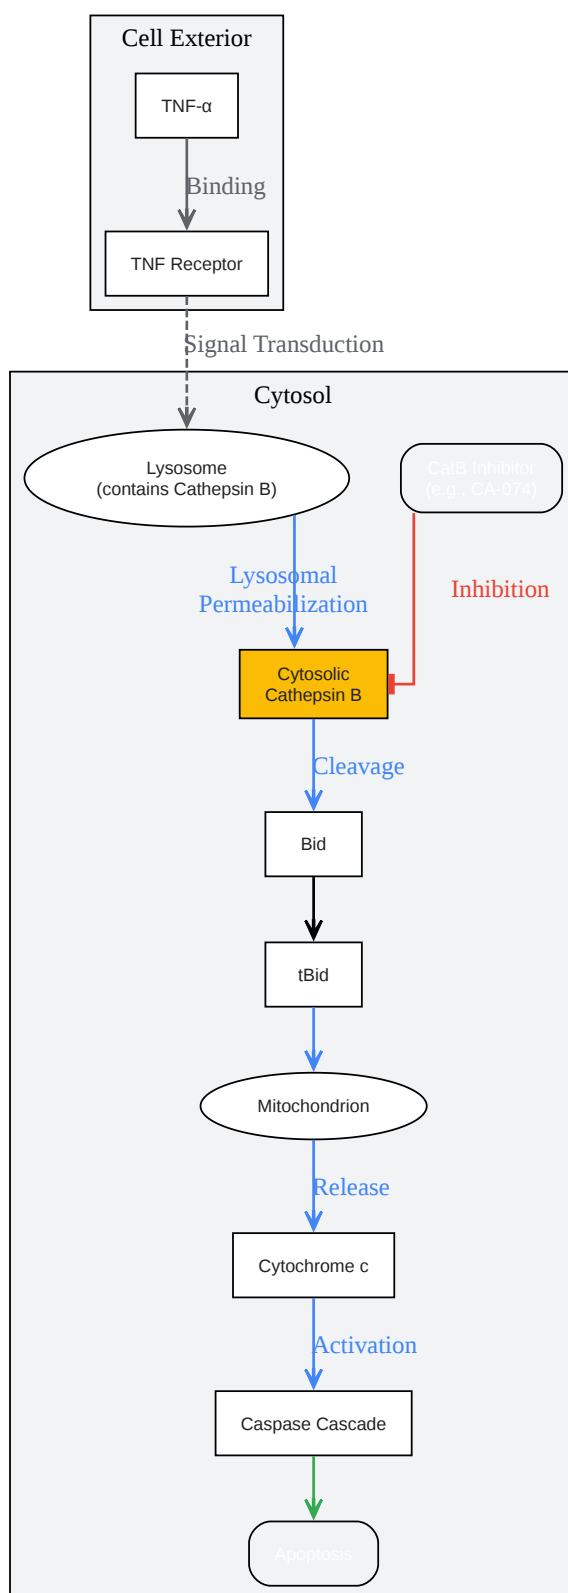 Cell Exterior
TNF-α
Binding
TNF Receptor
Signal Transduction
Cytosol
Lysosome
(contains Cathepsin B)
CatB Inhibitor
(e.g., CA-074)
Lysosomal
Permeabilization
Inhibition
Cytosolic
Cathepsin B
Cleavage
Bid
tBid
Mitochondrion
Release
Cytochrome c
Activation
Caspase Cascade
Apoptosis